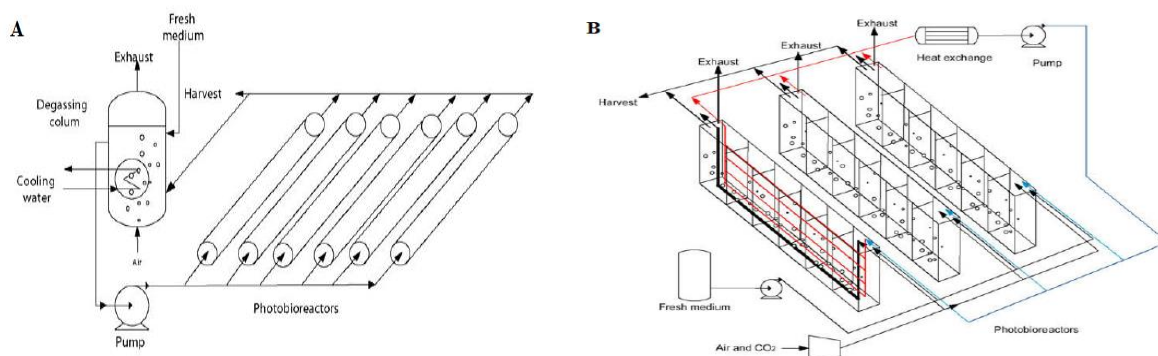 A
Fresh
medium
Exhaust
Degassing
colum
Harvest
Cooling
water
Air
Photobioreactors
Pump
B
Exhaust
Exhaust
Exhaust
Heat exchange
Pump
Harvest
Fresh medium
Photobioreactors
Air and CO₂